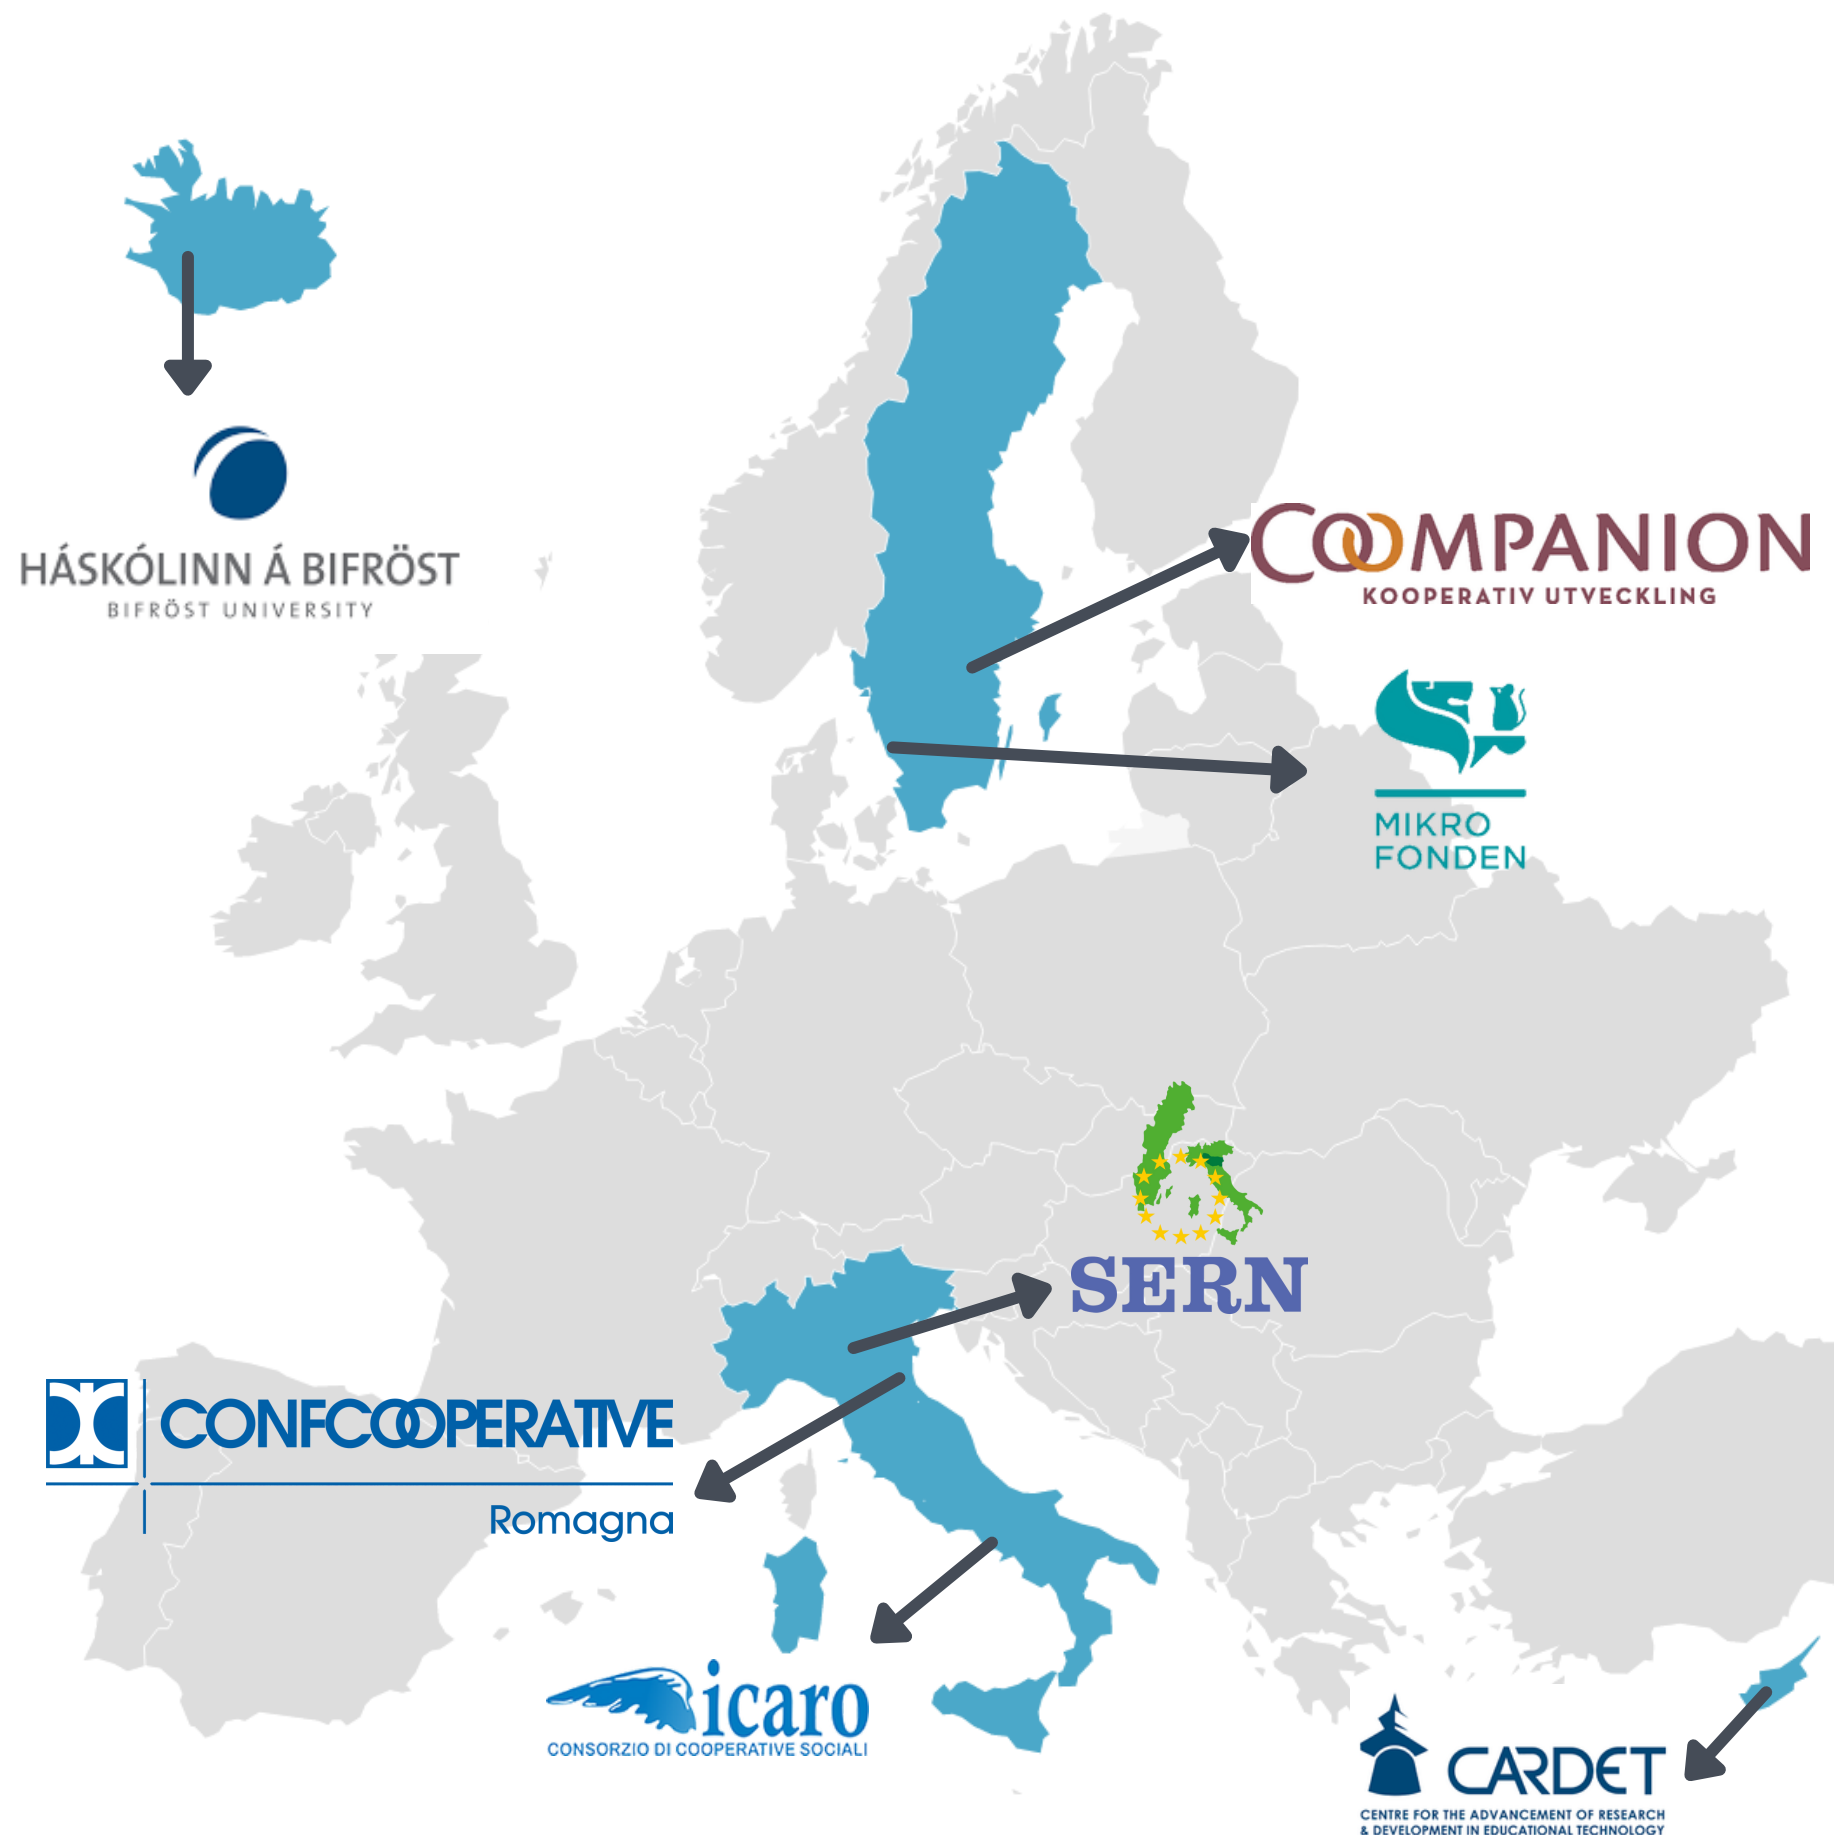 HÁSKÓLINN Á BIFRÖST
BIFRÖST UNIVERSITY
COOMPANION
KOOPERATIV UTVECKLING
MIKRO
FONDEN
SERN
CONFCOOPERATIVE
Romagna
icaro
CONSORZIO DI COOPERATIVE SOCIALI
CARDET
CENTRE FOR THE ADVANCEMENT OF RESEARCH
& DEVELOPMENT IN EDUCATIONAL TECHNOLOGY